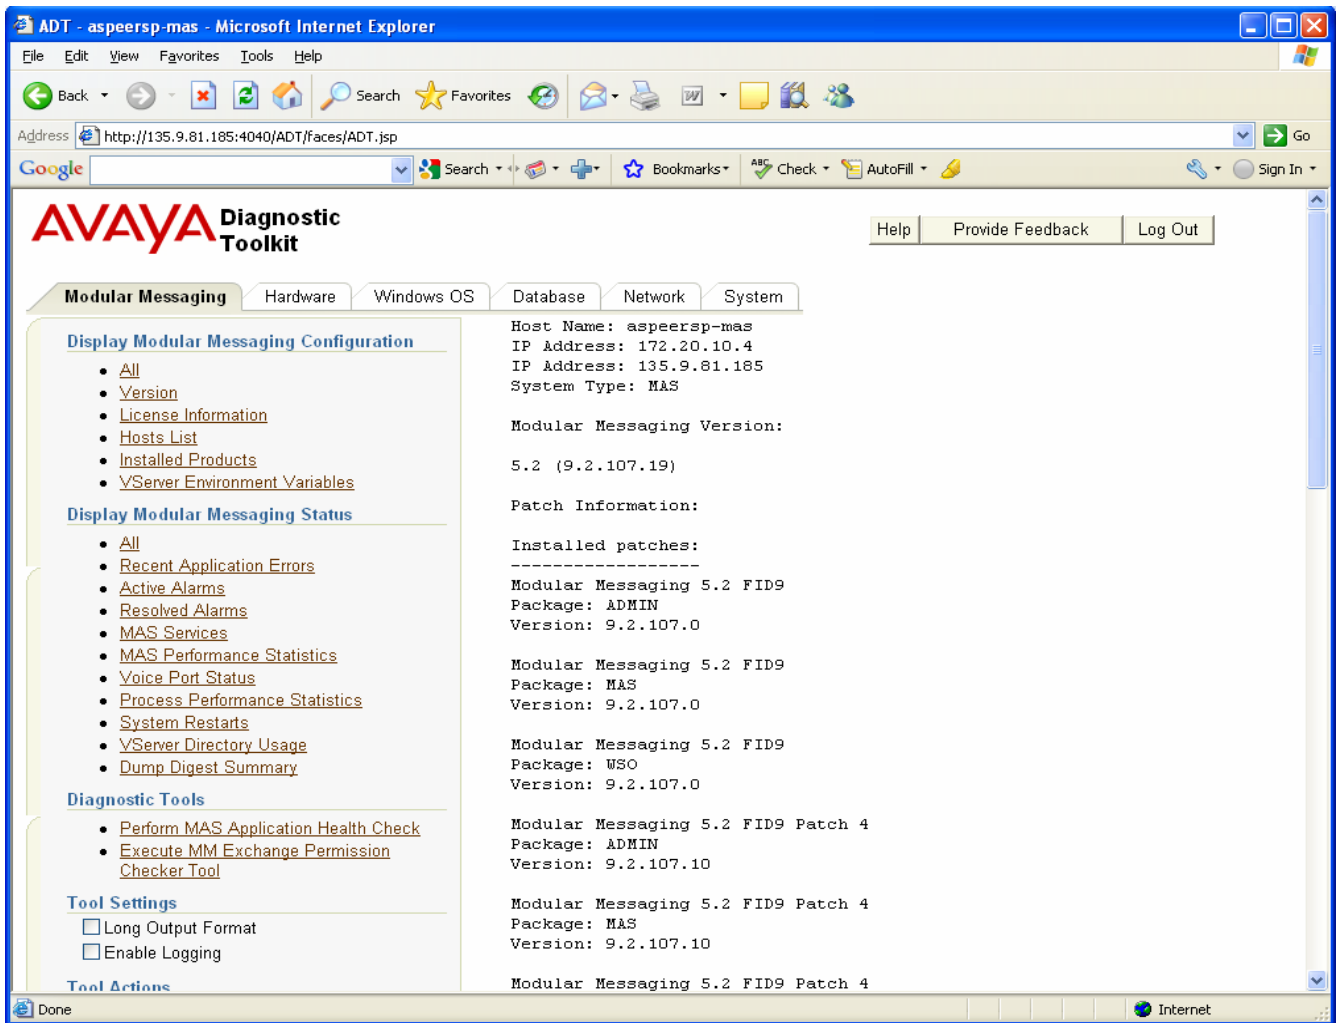 ADT - aspeersp-mas - Microsoft Internet Explorer
File Edit View Favorites Tools Help
Back Search Favorites
Address http://135.9.81.185:4040/ADT/faces/ADT.jsp Go
Google Search Bookmarks ABC Check AutoFill Sign In
AVAYA Diagnostic Toolkit
Help Provide Feedback Log Out
Modular Messaging Hardware Windows OS Database Network System
Display Modular Messaging Configuration
All
Version
License Information
Hosts List
Installed Products
VServer Environment Variables
Display Modular Messaging Status
All
Recent Application Errors
Active Alarms
Resolved Alarms
MAS Services
MAS Performance Statistics
Voice Port Status
Process Performance Statistics
System Restarts
VServer Directory Usage
Dump Digest Summary
Diagnostic Tools
Perform MAS Application Health Check
Execute MM Exchange Permission
Checker Tool
Tool Settings
Long Output Format
Enable Logging
Tool Actions
Host Name: aspeersp-mas
IP Address: 172.20.10.4
IP Address: 135.9.81.185
System Type: MAS
Modular Messaging Version:
5.2 (9.2.107.19)
Patch Information:
Installed patches:
------------------
Modular Messaging 5.2 FID9
Package: ADMIN
Version: 9.2.107.0
Modular Messaging 5.2 FID9
Package: MAS
Version: 9.2.107.0
Modular Messaging 5.2 FID9
Package: WSO
Version: 9.2.107.0
Modular Messaging 5.2 FID9 Patch 4
Package: ADMIN
Version: 9.2.107.10
Modular Messaging 5.2 FID9 Patch 4
Package: MAS
Version: 9.2.107.10
Modular Messaging 5.2 FID9 Patch 4
Done Internet